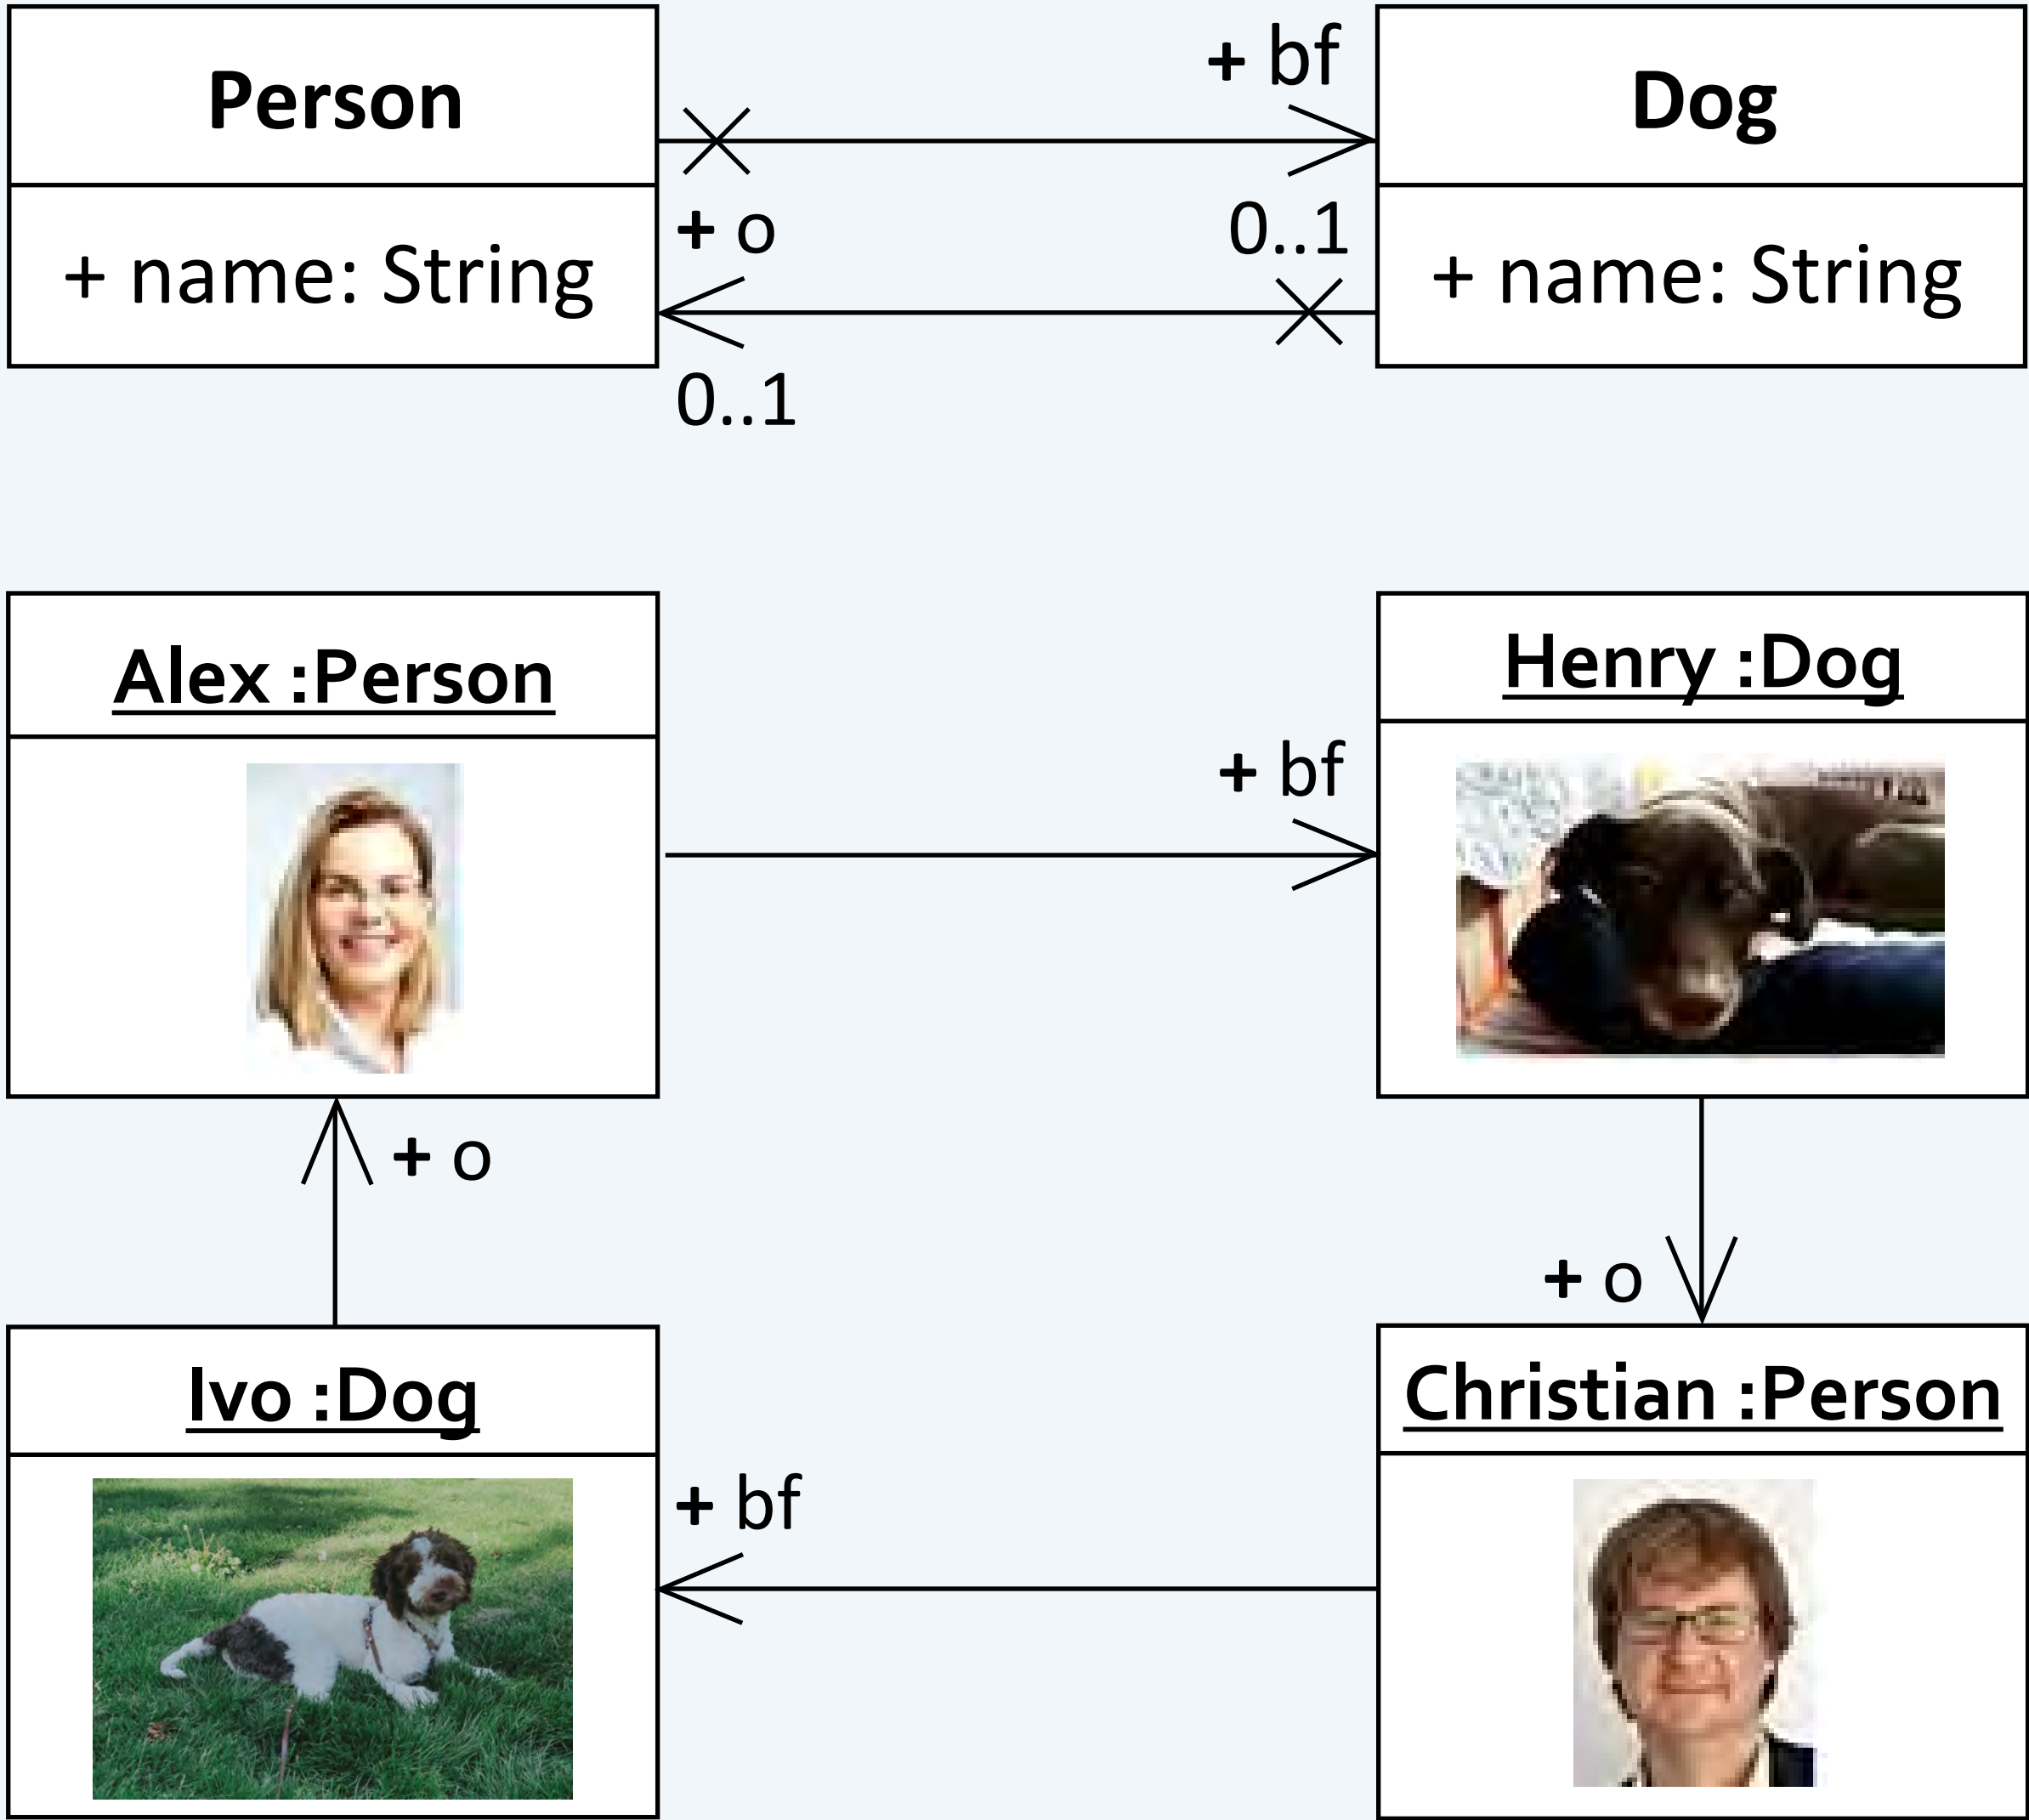 + bf
Person
Dog
+ o
0..1
+ name: String
+ name: String
0..1
Alex :Person
Henry :Dog
+ bf
+ o
+ o
Ivo :Dog
Christian :Person
+ bf